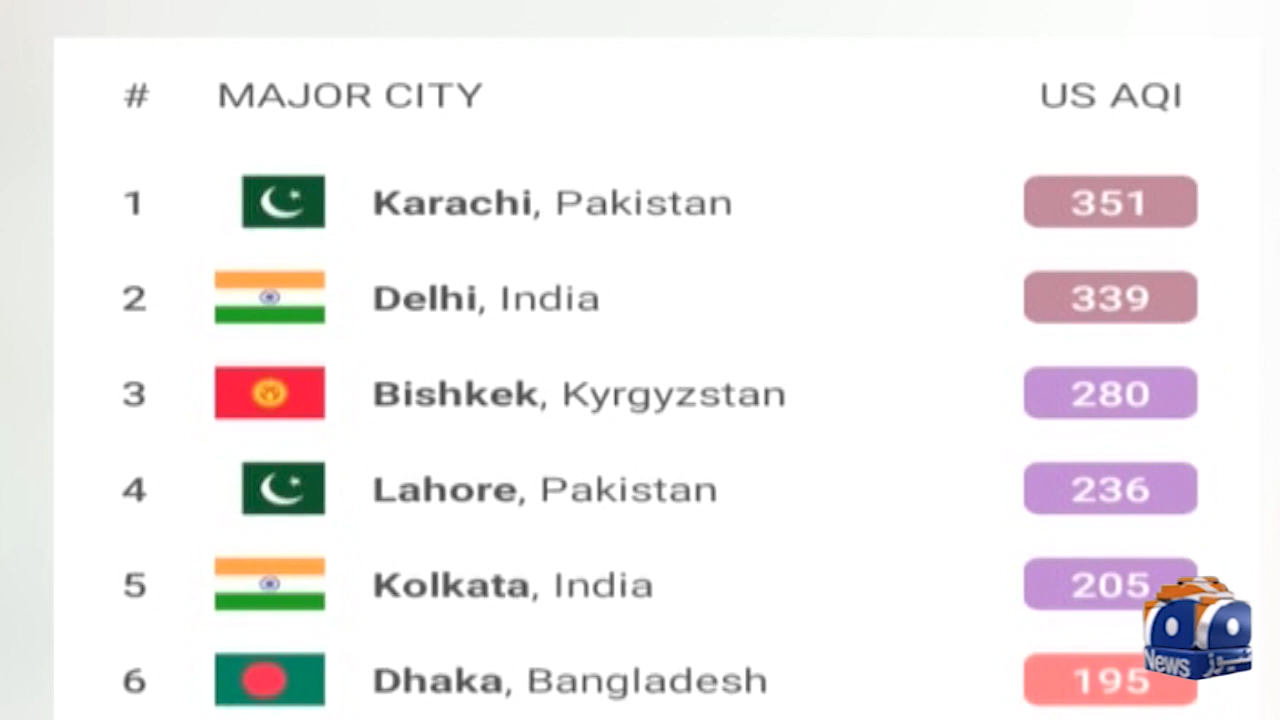 # MAJOR CITY US AQI
1 Karachi, Pakistan 351
2 Delhi, India 339
3 Bishkek, Kyrgyzstan 280
4 Lahore, Pakistan 236
5 Kolkata, India 205
6 Dhaka, Bangladesh 195
News نیوز